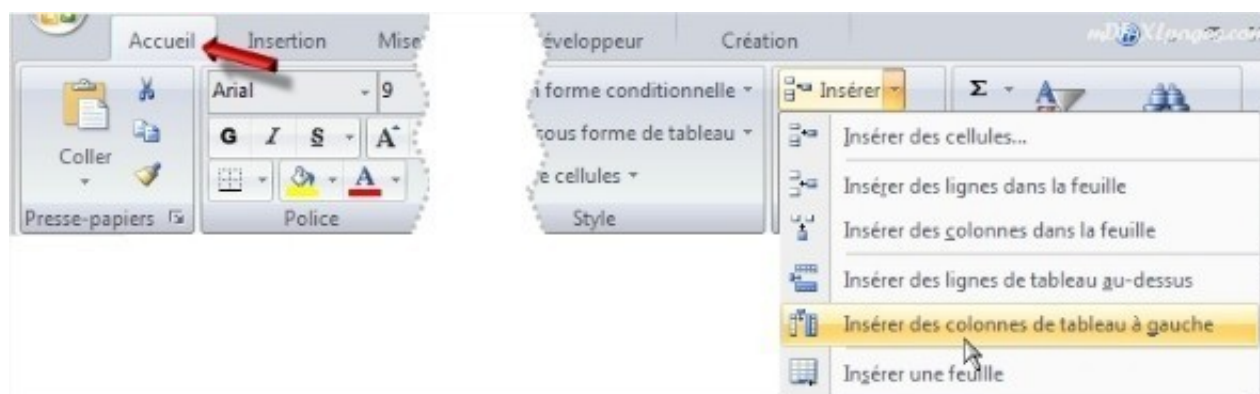 Accueil Insertion Mise éveloppeur Création
Arial 9 forme conditionnelle Insérer Σ
G I S A sous forme de tableau Insérer des cellules...
Coller
A e cellules Insérer des lignes dans la feuille
Presse-papiers Police Style Insérer des colonnes dans la feuille
Insérer des lignes de tableau au-dessus
Insérer des colonnes de tableau à gauche
Insérer une feuille